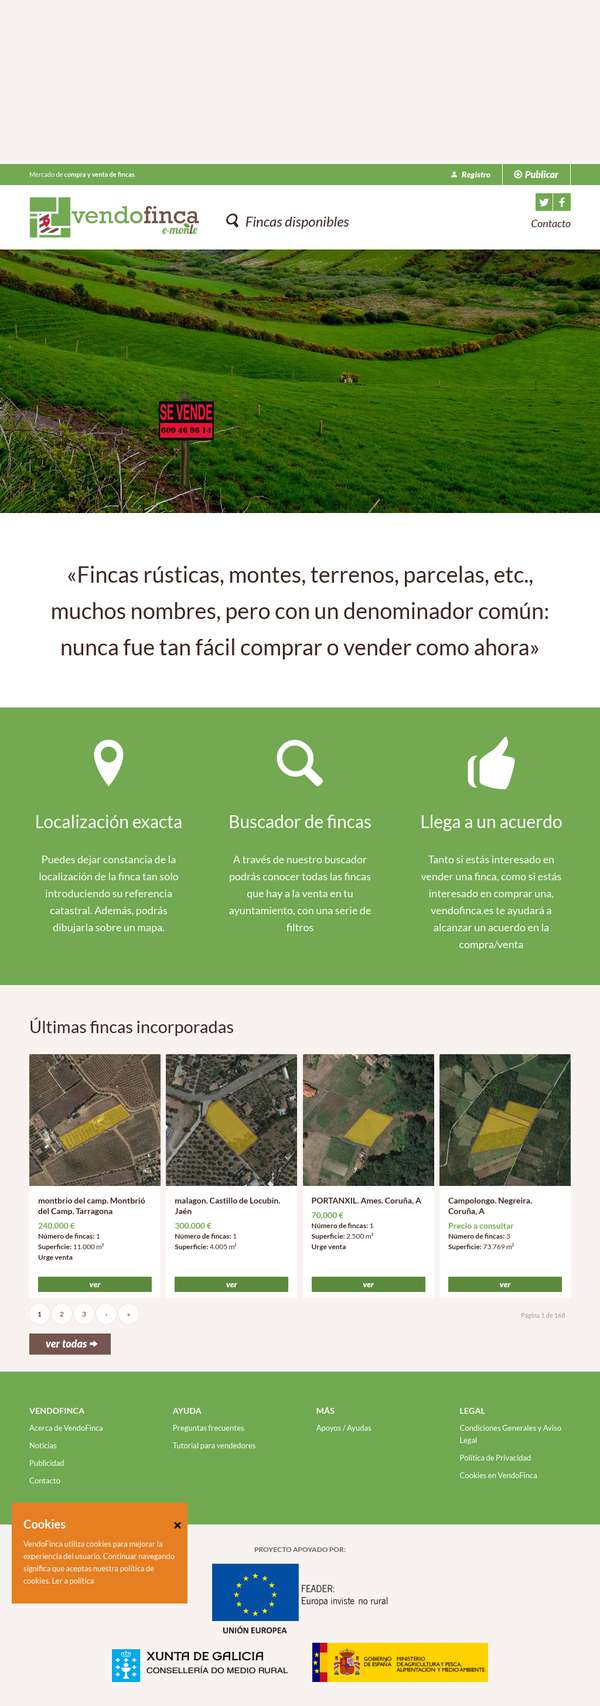 Mercado de compra y venta de fincas.
Registro
Publicar
vendofinca
e-monte
Fincas disponibles
Contacto
SE VENDE
600 46 86 14
«Fincas rústicas, montes, terrenos, parcelas, etc.,
muchos nombres, pero con un denominador común:
nunca fue tan fácil comprar o vender como ahora»
Localización exacta
Puedes dejar constancia de la
localización de la finca tan solo
introduciendo su referencia
catastral. Además, podrás
dibujarla sobre un mapa.
Buscador de fincas
A través de nuestro buscador
podrás conocer todas las fincas
que hay a la venta en tu
ayuntamiento, con una serie de
filtros
Llega a un acuerdo
Tanto si estás interesado en
vender una finca, como si estás
interesado en comprar una,
vendofinca.es te ayudará a
alcanzar un acuerdo en la
compra/venta
Últimas fincas incorporadas
montbrio del camp. Montbrió
del Camp. Tarragona
240.000 €
Número de fincas: 1
Superficie: 11.000 m²
Urge venta
ver
malagon. Castillo de Locubín.
Jaén
300.000 €
Número de fincas: 1
Superficie: 4.005 m²
ver
PORTANXIL. Ames. Coruña, A
70.000 €
Número de fincas: 1
Superficie: 2.500 m²
Urge venta
ver
Campolongo. Negreira.
Coruña, A
Precio a consultar
Número de fincas: 3
Superficie: 73.769 m²
ver
1 2 3 › »
Página 1 de 168
ver todas
VENDOFINCA
Acerca de VendoFinca
Noticias
Publicidad
Contacto
AYUDA
Preguntas frecuentes
Tutorial para vendedores
MÁS
Apoyos / Ayudas
LEGAL
Condiciones Generales y Aviso
Legal
Política de Privacidad
Cookies en VendoFinca
Cookies
VendoFinca utiliza cookies para mejorar la
experiencia del usuario. Continuar navegando
significa que aceptas nuestra política de
cookies. Ler a política
PROYECTO APOYADO POR:
FEADER:
Europa inviste no rural
UNIÓN EUROPEA
XUNTA DE GALICIA
CONSELLERÍA DO MEDIO RURAL
GOBIERNO
DE ESPAÑA
MINISTERIO
DE AGRICULTURA Y PESCA,
ALIMENTACIÓN Y MEDIO AMBIENTE